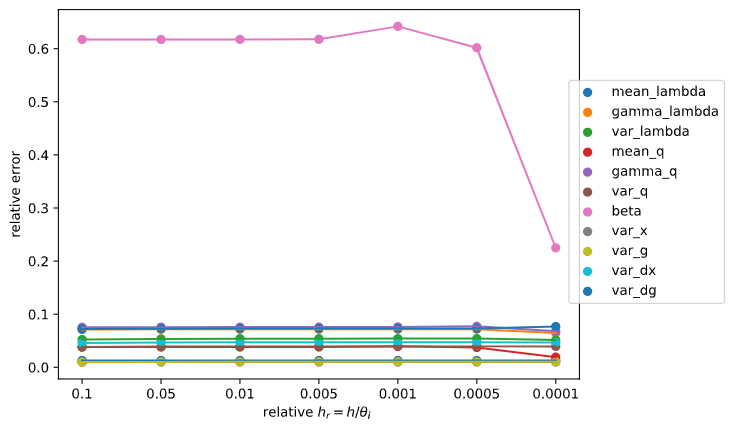 0.6
0.5
0.4
0.3
0.2
0.1
0.0
relative error
0.1 0.05 0.01 0.005 0.001 0.0005 0.0001
relative $h_r = h/\theta_i$
mean_lambda
gamma_lambda
var_lambda
mean_q
gamma_q
var_q
beta
var_x
var_g
var_dx
var_dg